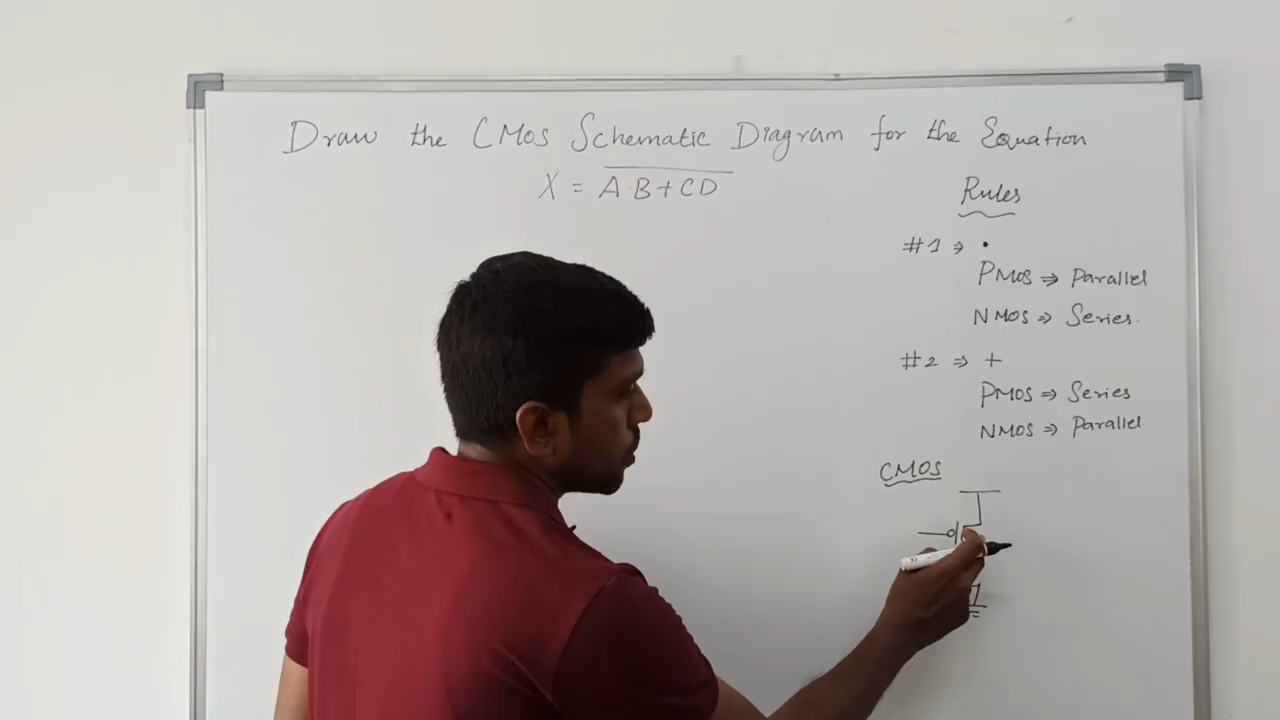 Draw the CMOS Schematic Diagram for the Equation
X = \overline{A.B+CD}
Rules
#1 ⇒ •
PMOS ⇒ Parallel
NMOS ⇒ Series.
#2 ⇒ +
PMOS ⇒ Series
NMOS ⇒ Parallel.
CMOS